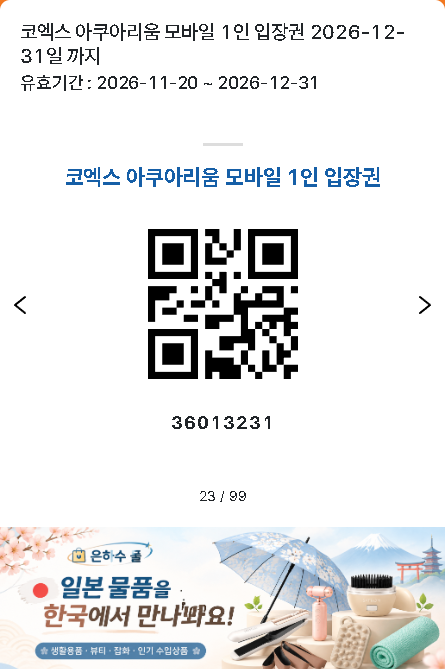 코엑스 아쿠아리움 모바일 1인 입장권 2026-12-
31일 까지
유효기간 : 2026-11-20 ~ 2026-12-31
코엑스 아쿠아리움 모바일 1인 입장권
36013231
23 / 99
은하수 몰
일본 물품을
한국에서 만나봐요!
생활용품 · 뷰티 · 잡화 · 인기 수입상품